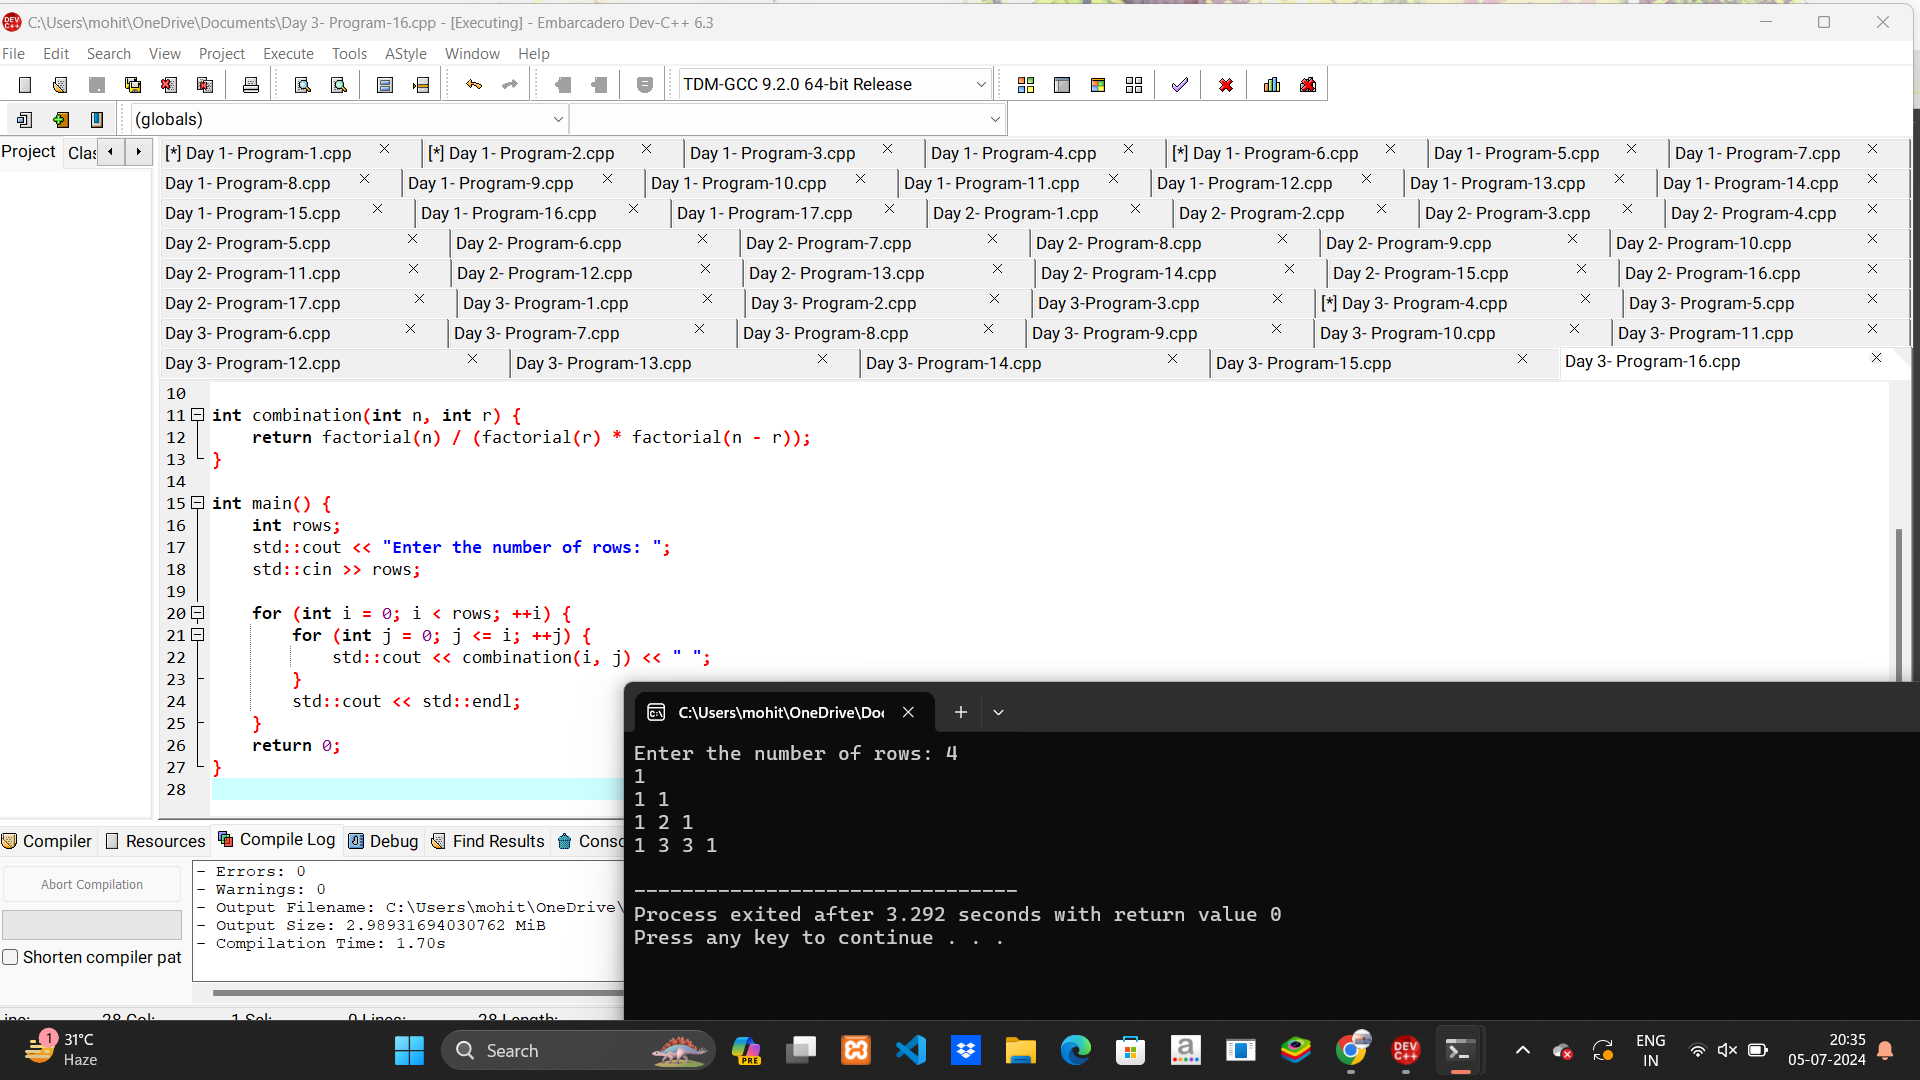 C:\Users\mohit\OneDrive\Documents\Day 3- Program-16.cpp - [Executing] - Embarcadero Dev-C++ 6.3
File Edit Search View Project Execute Tools AStyle Window Help
TDM-GCC 9.2.0 64-bit Release
(globals)
Project Clas
[*] Day 1- Program-1.cpp [*] Day 1- Program-2.cpp Day 1- Program-3.cpp Day 1- Program-4.cpp [*] Day 1- Program-6.cpp Day 1- Program-5.cpp Day 1- Program-7.cpp
Day 1- Program-8.cpp Day 1- Program-9.cpp Day 1- Program-10.cpp Day 1- Program-11.cpp Day 1- Program-12.cpp Day 1- Program-13.cpp Day 1- Program-14.cpp
Day 1- Program-15.cpp Day 1- Program-16.cpp Day 1- Program-17.cpp Day 2- Program-1.cpp Day 2- Program-2.cpp Day 2- Program-3.cpp Day 2- Program-4.cpp
Day 2- Program-5.cpp Day 2- Program-6.cpp Day 2- Program-7.cpp Day 2- Program-8.cpp Day 2- Program-9.cpp Day 2- Program-10.cpp
Day 2- Program-11.cpp Day 2- Program-12.cpp Day 2- Program-13.cpp Day 2- Program-14.cpp Day 2- Program-15.cpp Day 2- Program-16.cpp
Day 2- Program-17.cpp Day 3- Program-1.cpp Day 3- Program-2.cpp Day 3-Program-3.cpp [*] Day 3- Program-4.cpp Day 3- Program-5.cpp
Day 3- Program-6.cpp Day 3- Program-7.cpp Day 3- Program-8.cpp Day 3- Program-9.cpp Day 3- Program-10.cpp Day 3- Program-11.cpp
Day 3- Program-12.cpp Day 3- Program-13.cpp Day 3- Program-14.cpp Day 3- Program-15.cpp Day 3- Program-16.cpp
10
11 int combination(int n, int r) {
12 return factorial(n) / (factorial(r) * factorial(n - r));
13 }
14
15 int main() {
16 int rows;
17 std::cout << "Enter the number of rows: ";
18 std::cin >> rows;
19
20 for (int i = 0; i < rows; ++i) {
21 for (int j = 0; j <= i; ++j) {
22 std::cout << combination(i, j) << " ";
23 }
24 std::cout << std::endl;
25 }
26 return 0;
27 }
28
Compiler Resources Compile Log Debug Find Results Conso
Abort Compilation
Shorten compiler pat
- Errors: 0
- Warnings: 0
- Output Filename: C:\Users\mohit\OneDrive\
- Output Size: 2.98931694030762 MiB
- Compilation Time: 1.70s
28 Col: 1 Sel: 0 Lines: 28 Length:
C:\Users\mohit\OneDrive\Doc
Enter the number of rows: 4
1
1 1
1 2 1
1 3 3 1
--------------------------------
Process exited after 3.292 seconds with return value 0
Press any key to continue . . .
1
31°C
Haze
Search
PRE
DEV C++
ENG
IN
20:35
05-07-2024